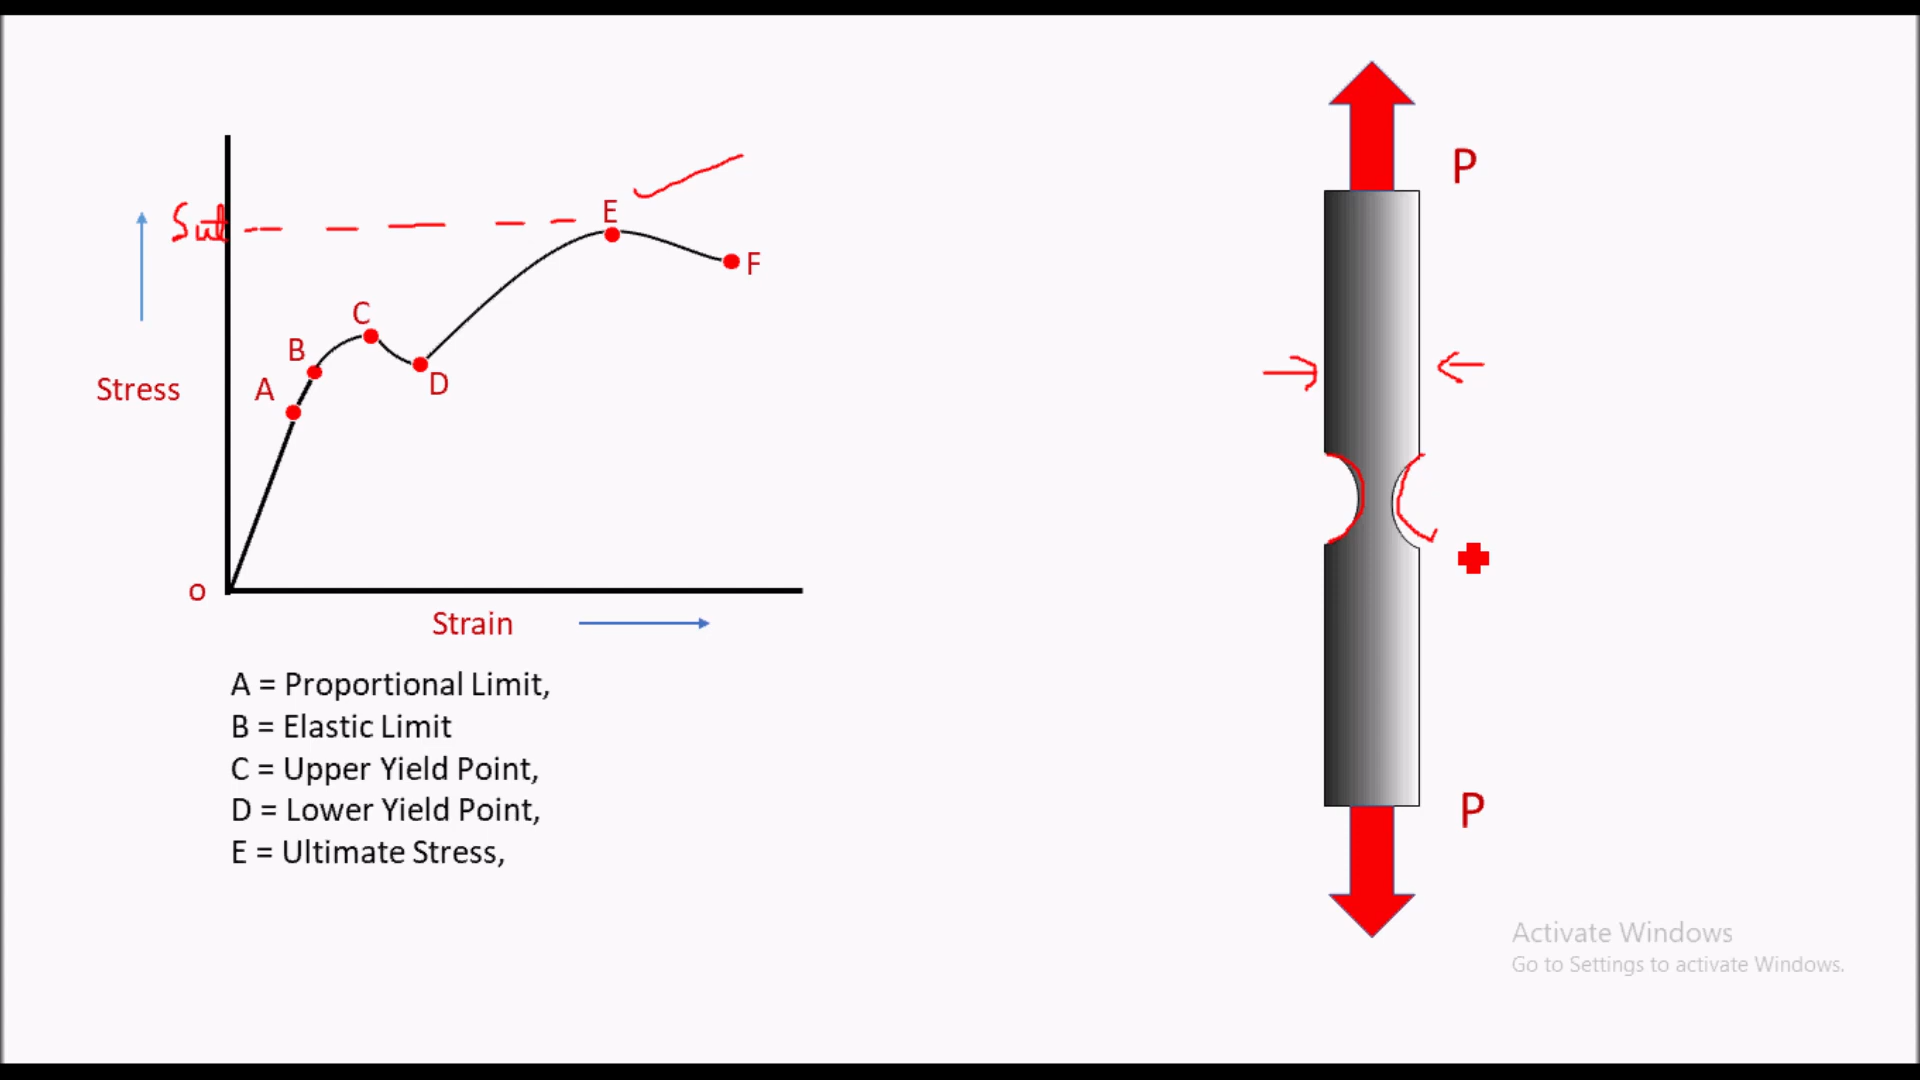 Sut
E
F
C
B
A
D
Stress
o
Strain
A = Proportional Limit,
B = Elastic Limit
C = Upper Yield Point,
D = Lower Yield Point,
E = Ultimate Stress,
P
P
Activate Windows
Go to Settings to activate Windows.